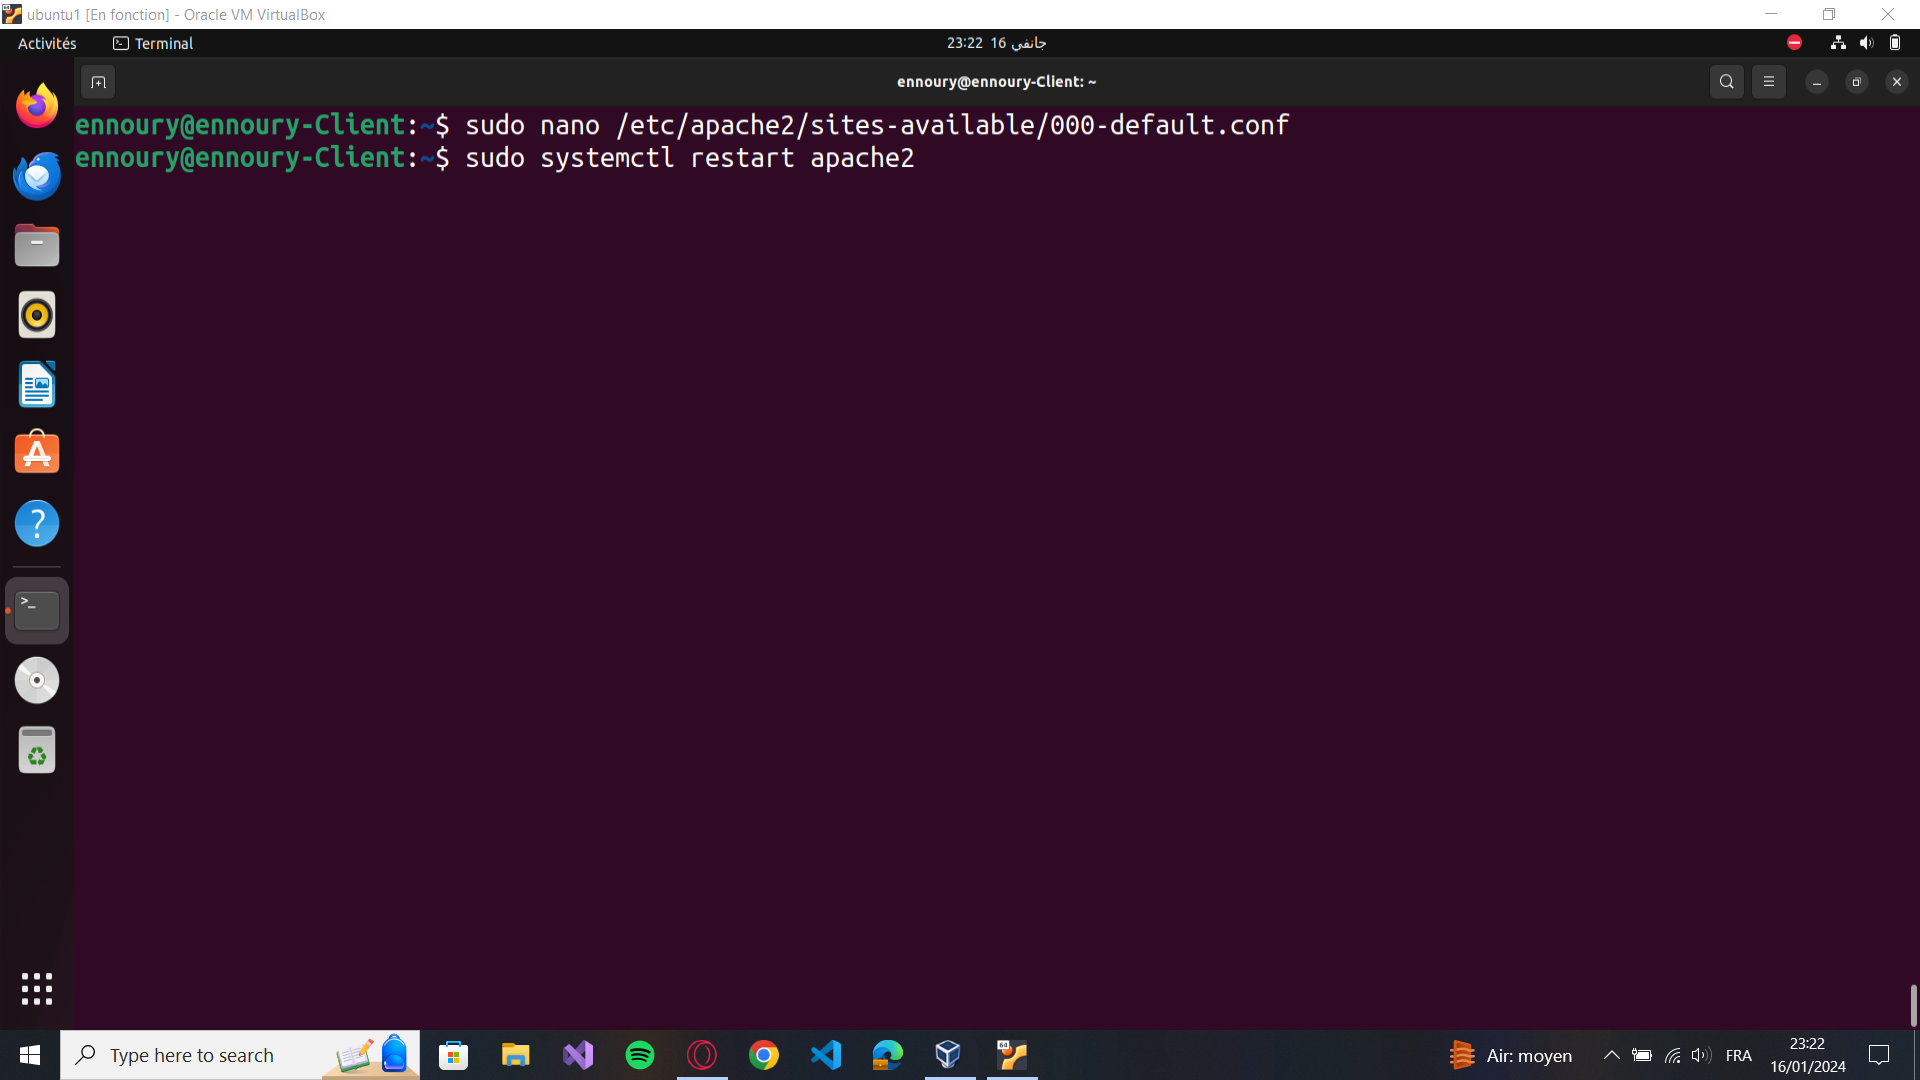 ubuntu1 [En fonction] - Oracle VM VirtualBox
Activités
Terminal
23:22 16 جانفي
ennoury@ennoury-Client: ~
ennoury@ennoury-Client:~$ sudo nano /etc/apache2/sites-available/000-default.conf
ennoury@ennoury-Client:~$ sudo systemctl restart apache2
Type here to search
64
Air: moyen
FRA
23:22
16/01/2024